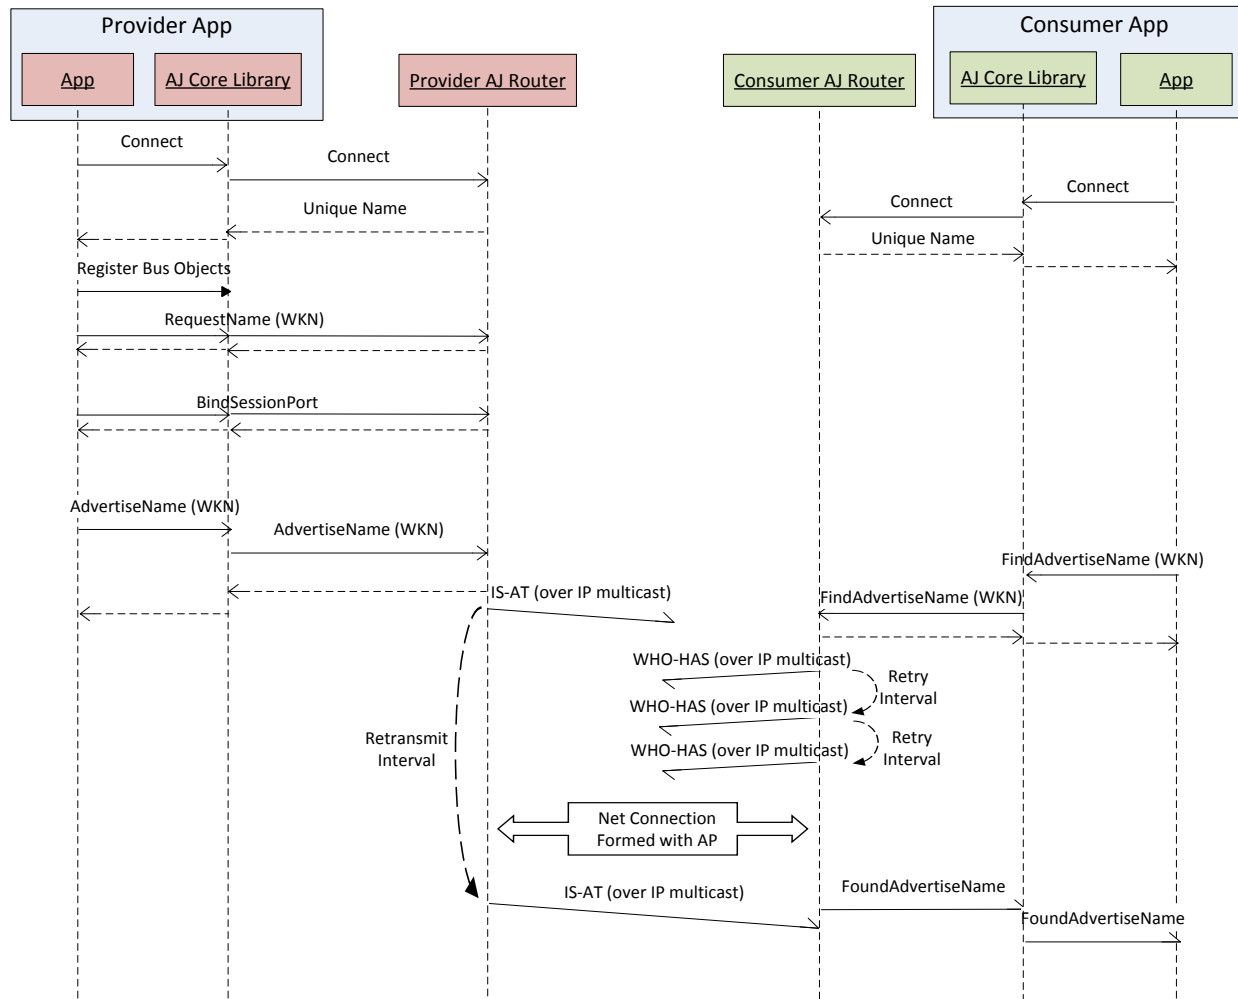 Provider App
Consumer App
App
AJ Core Library
Provider AJ Router
Consumer AJ Router
AJ Core Library
App
Connect
Connect
Connect
Connect
Unique Name
Unique Name
Register Bus Objects
RequestName (WKN)
BindSessionPort
AdvertiseName (WKN)
AdvertiseName (WKN)
FindAdvertiseName (WKN)
IS-AT (over IP multicast)
FindAdvertiseName (WKN)
WHO-HAS (over IP multicast)
Retry
Interval
WHO-HAS (over IP multicast)
Retransmit
Interval
WHO-HAS (over IP multicast)
Retry
Interval
Net Connection
Formed with AP
IS-AT (over IP multicast)
FoundAdvertiseName
FoundAdvertiseName